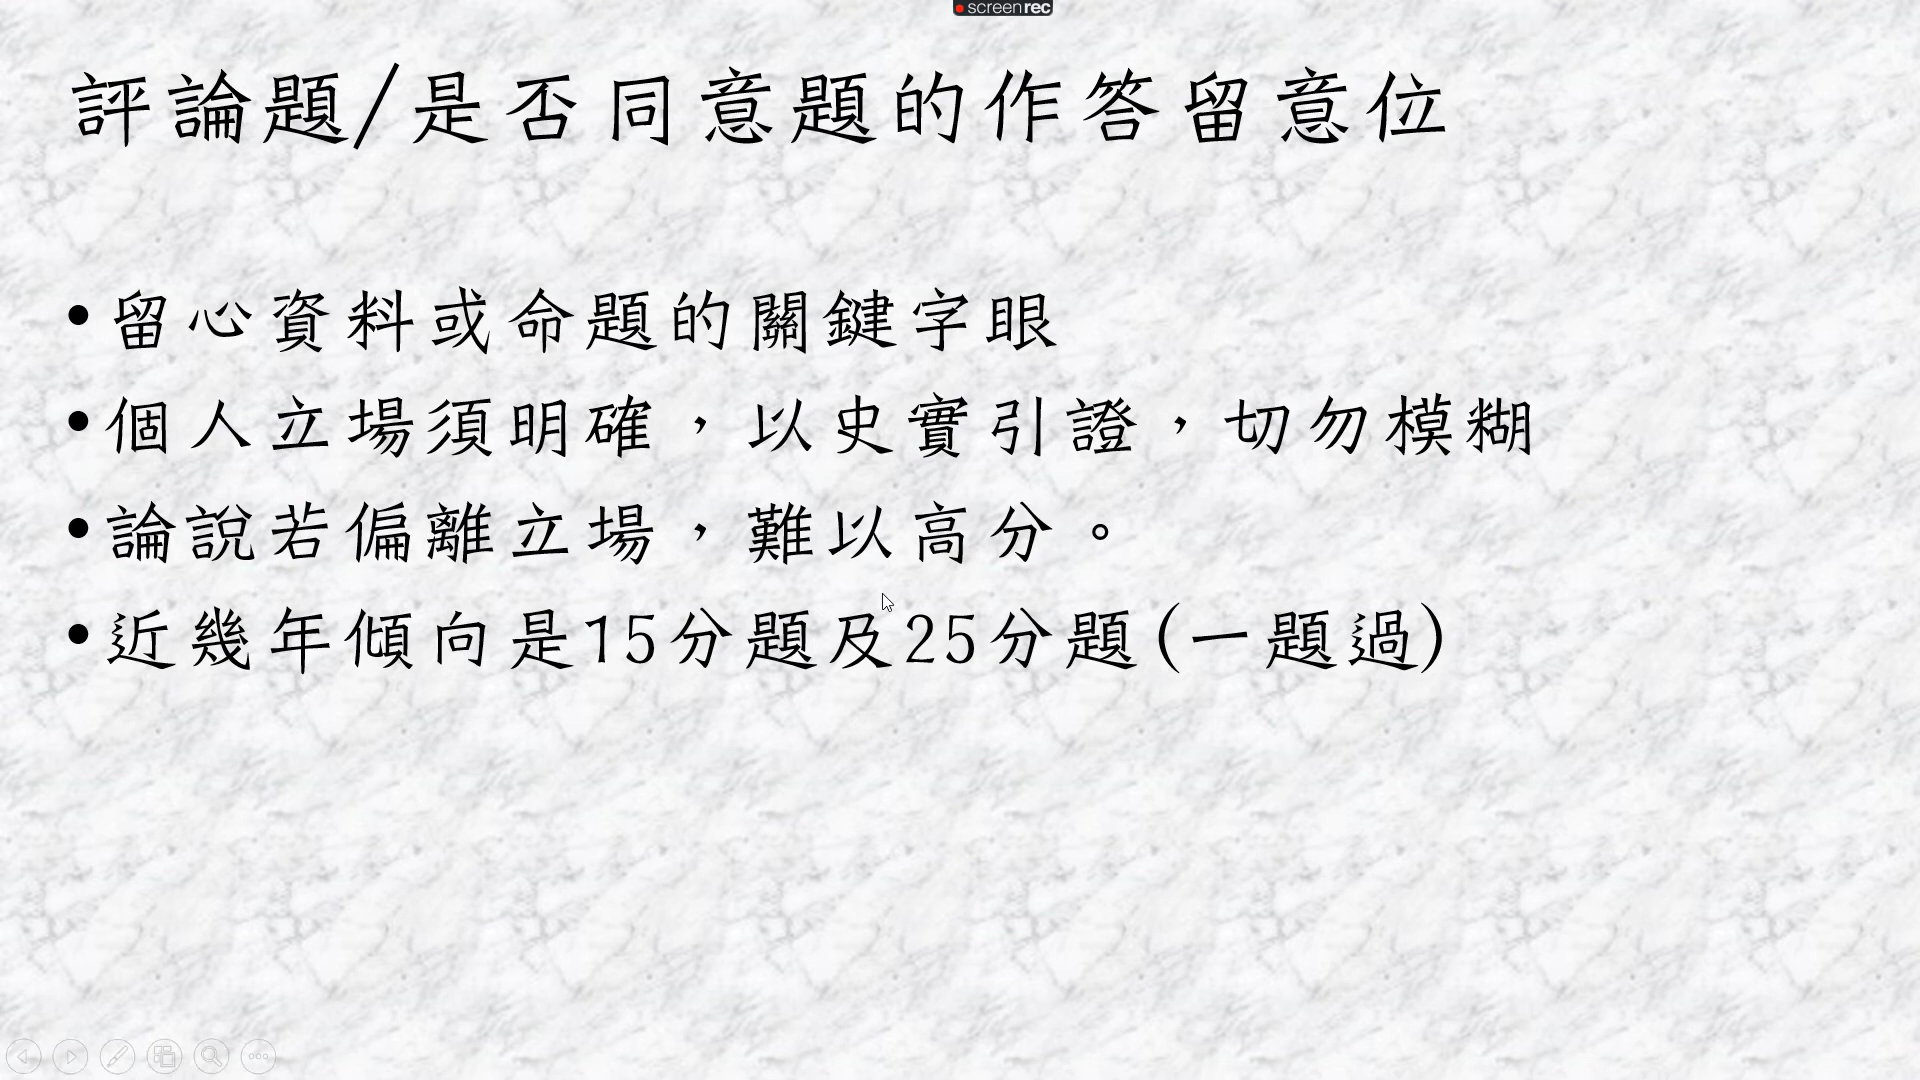 screenrec
評論題/是否同意題的作答留意位
•留心資料或命題的關鍵字眼
•個人立場須明確，以史實引證，切勿模糊
•論說若偏離立場，難以高分。
•近幾年傾向是15分題及25分題(一題過)